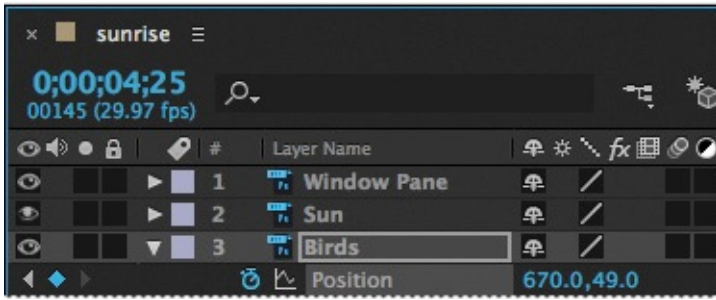 sunrise
0;00;04;25
00145 (29.97 fps)
# Layer Name fx
1 Window Pane
2 Sun
3 Birds
Position 670.0,49.0